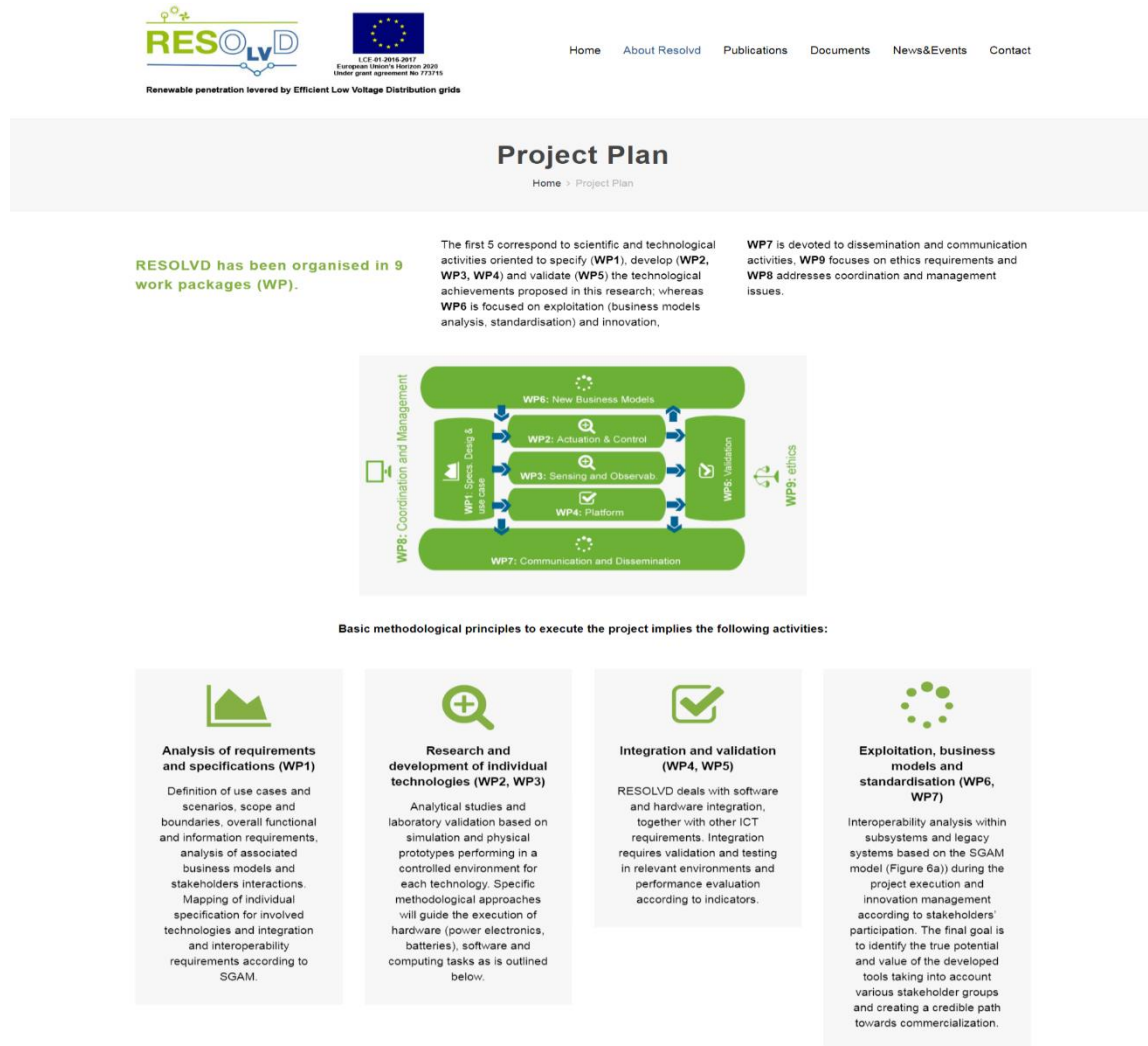 RESOLVD
LCE-01-2016-2017
European Union's Horizon 2020
Under grant agreement No 773715
Renewable penetration levered by Efficient Low Voltage Distribution grids
Home About Resolvd Publications Documents News&Events Contact
Project Plan
Home > Project Plan
RESOLVD has been organised in 9
work packages (WP).
The first 5 correspond to scientific and technological
activities oriented to specify (WP1), develop (WP2,
WP3, WP4) and validate (WP5) the technological
achievements proposed in this research; whereas
WP6 is focused on exploitation (business models
analysis, standardisation) and innovation,
WP7 is devoted to dissemination and communication
activities, WP9 focuses on ethics requirements and
WP8 addresses coordination and management
issues.
WP8: Coordination and Management
WP6: New Business Models
WP1: Specs. Desig &
use case
WP2: Actuation & Control
WP3: Sensing and Observab.
WP4: Platform
WP5: Validation
WP7: Communication and Dissemination
WP9: ethics
Basic methodological principles to execute the project implies the following activities:
Analysis of requirements
and specifications (WP1)
Definition of use cases and
scenarios, scope and
boundaries, overall functional
and information requirements,
analysis of associated
business models and
stakeholders interactions.
Mapping of individual
specification for involved
technologies and integration
and interoperability
requirements according to
SGAM.
Research and
development of individual
technologies (WP2, WP3)
Analytical studies and
laboratory validation based on
simulation and physical
prototypes performing in a
controlled environment for
each technology. Specific
methodological approaches
will guide the execution of
hardware (power electronics,
batteries), software and
computing tasks as is outlined
below.
Integration and validation
(WP4, WP5)
RESOLVD deals with software
and hardware integration,
together with other ICT
requirements. Integration
requires validation and testing
in relevant environments and
performance evaluation
according to indicators.
Exploitation, business
models and
standardisation (WP6,
WP7)
Interoperability analysis within
subsystems and legacy
systems based on the SGAM
model (Figure 6a)) during the
project execution and
innovation management
according to stakeholders'
participation. The final goal is
to identify the true potential
and value of the developed
tools taking into account
various stakeholder groups
and creating a credible path
towards commercialization.